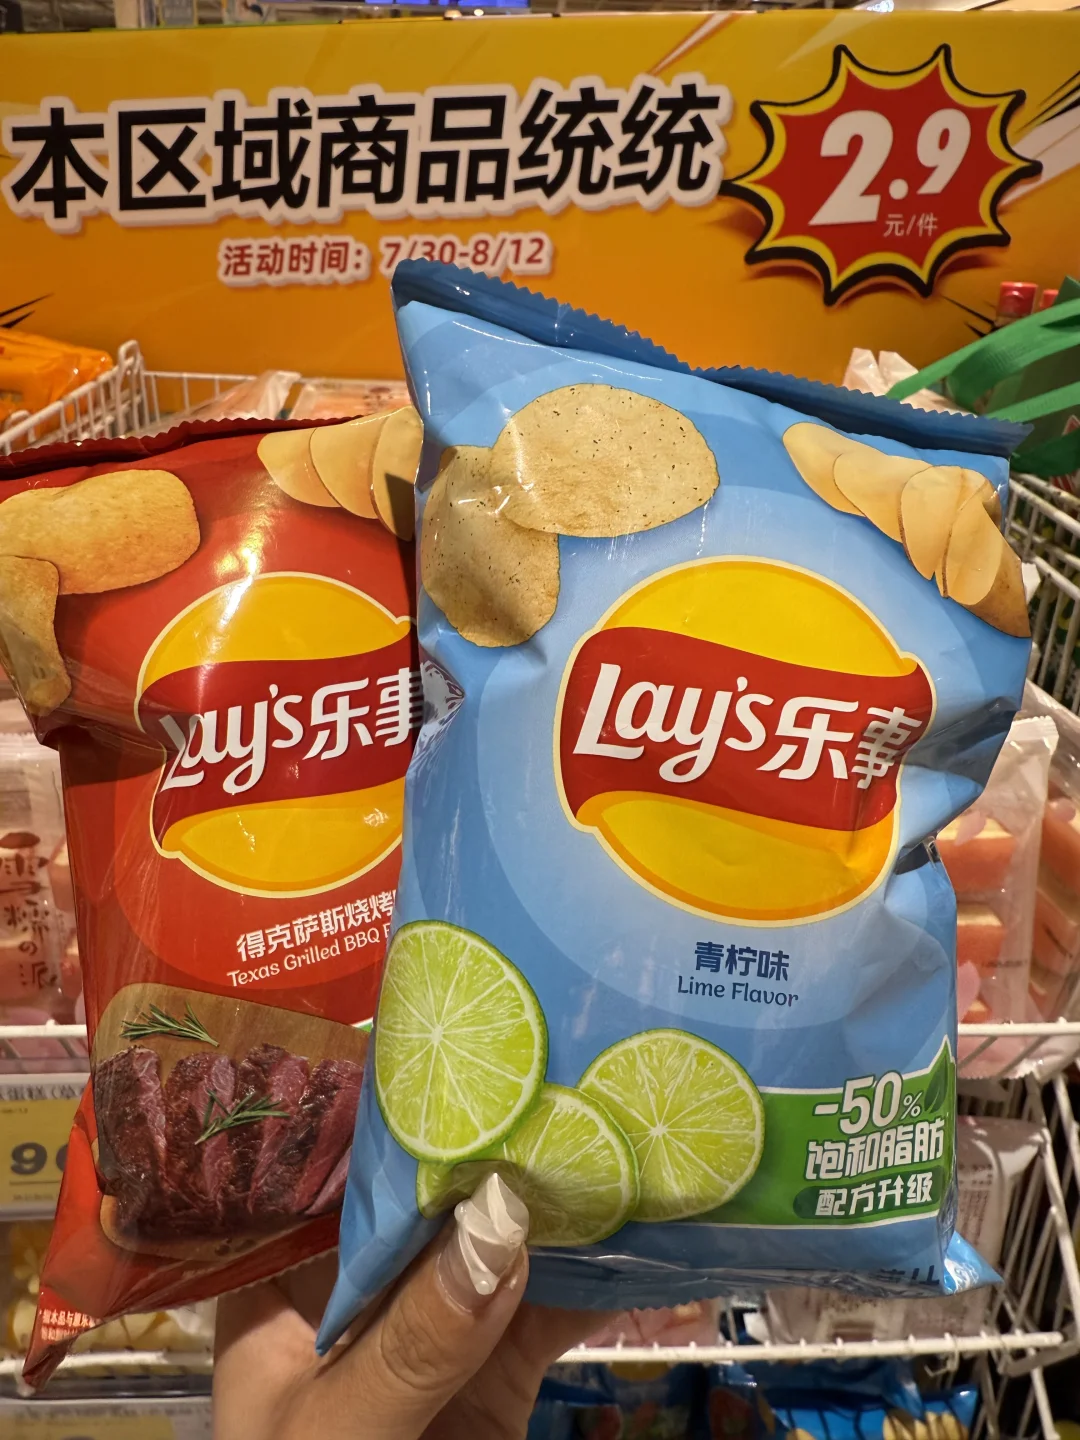 本区域商品统统
2.9
元/件
活动时间：7/30-8/12
Lay's乐事
得克萨斯烧烤
Texas Grilled BBQ
Lay's乐事
青柠味
Lime Flavor
-50%
饱和脂肪
配方升级